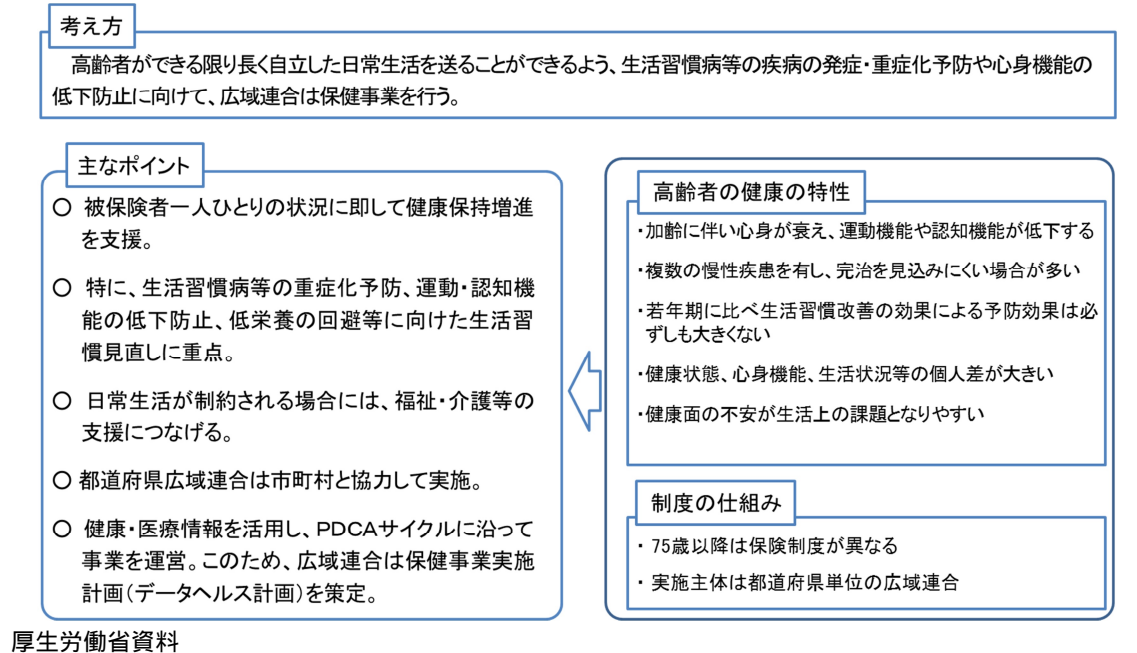 考え方
高齢者ができる限り長く自立した日常生活を送ることができるよう、生活習慣病等の疾病の発症・重症化予防や心身機能の
低下防止に向けて、広域連合は保健事業を行う。
主なポイント
○ 被保険者一人ひとりの状況に即して健康保持増進
を支援。
○ 特に、生活習慣病等の重症化予防、運動・認知機
能の低下防止、低栄養の回避等に向けた生活習
慣見直しに重点。
○ 日常生活が制約される場合には、福祉・介護等の
支援につなげる。
○ 都道府県広域連合は市町村と協力して実施。
○ 健康・医療情報を活用し、PDCAサイクルに沿って
事業を運営。このため、広域連合は保健事業実施
計画(データヘルス計画)を策定。
高齢者の健康の特性
・加齢に伴い心身が衰え、運動機能や認知機能が低下する
・複数の慢性疾患を有し、完治を見込みにくい場合が多い
・若年期に比べ生活習慣改善の効果による予防効果は必
ずしも大きくない
・健康状態、心身機能、生活状況等の個人差が大きい
・健康面の不安が生活上の課題となりやすい
制度の仕組み
・ 75歳以降は保険制度が異なる
・ 実施主体は都道府県単位の広域連合
厚生労働省資料